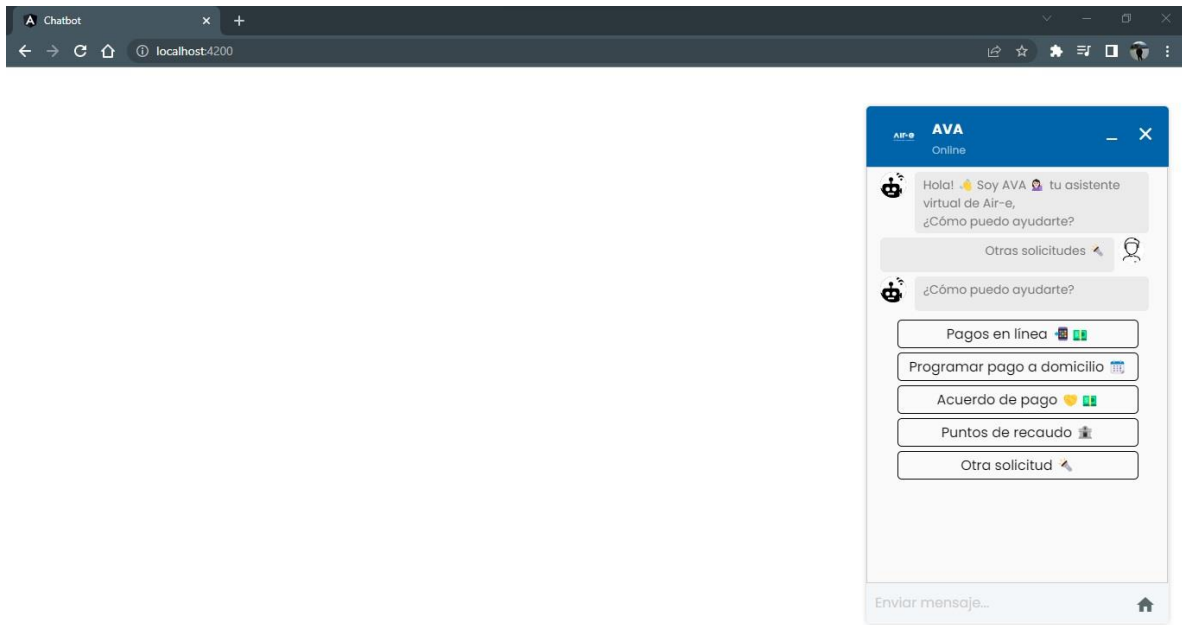 Chatbot
localhost:4200
AIR-e
AVA
Online
Hola! 👋 Soy AVA 💁🏻‍♀️ tu asistente
virtual de Air-e,
¿Cómo puedo ayudarte?
Otras solicitudes 🔦
¿Cómo puedo ayudarte?
Pagos en línea 📲 💵
Programar pago a domicilio 🗓️
Acuerdo de pago 🤝 💵
Puntos de recaudo 🏦
Otra solicitud 🔦
Enviar mensaje...